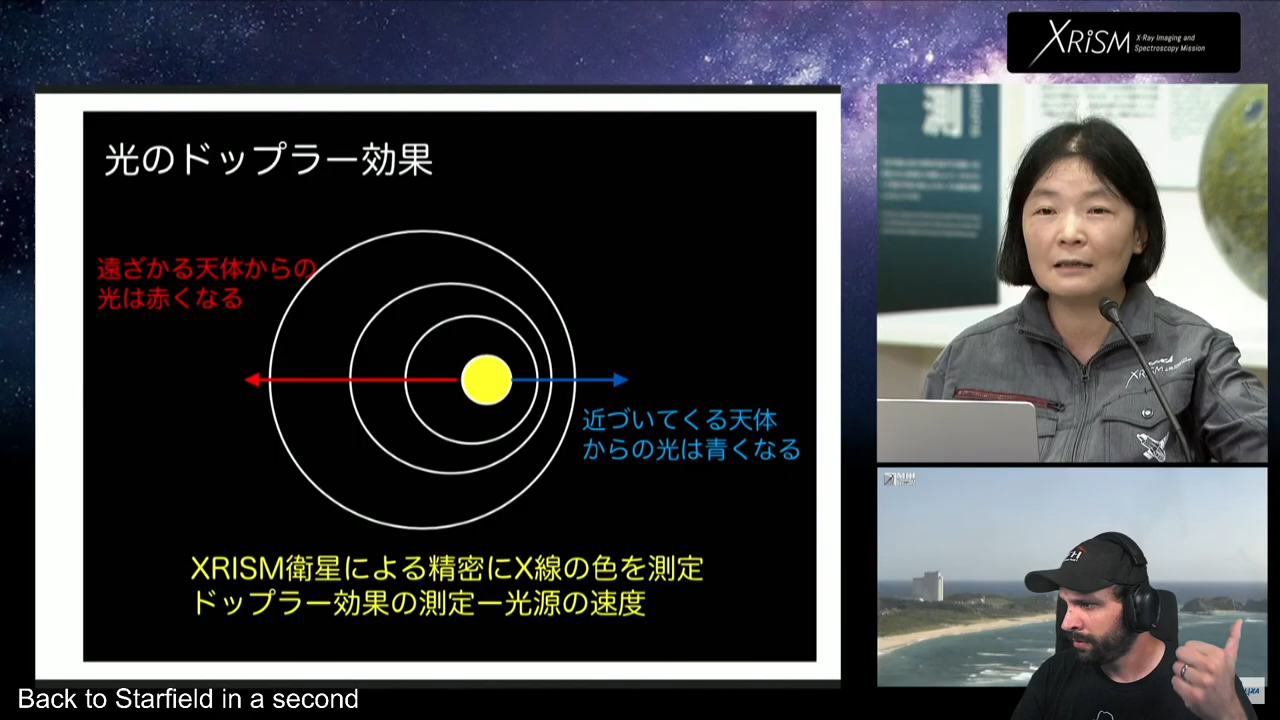 XRiSM
X-Ray Imaging and
Spectroscopy Mission
光のドップラー効果
遠ざかる天体からの
光は赤くなる
近づいてくる天体
からの光は青くなる
XRISM衛星による精密にX線の色を測定
ドップラー効果の測定ー光源の速度
XRiSM
Back to Starfield in a second